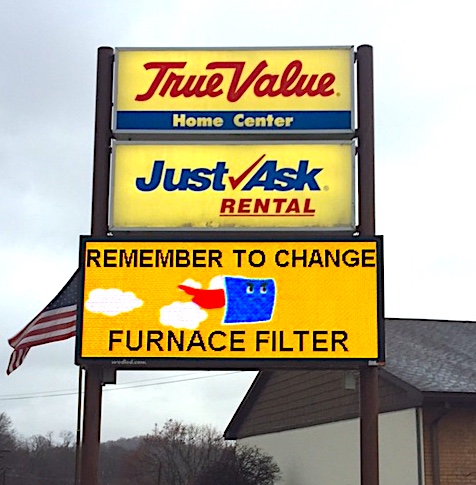 True Value
Home Center
Just Ask
RENTAL
REMEMBER TO CHANGE
FURNACE FILTER